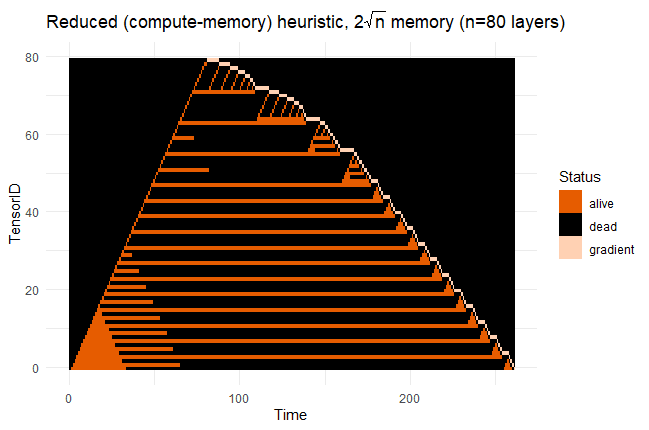 Reduced (compute-memory) heuristic, 2√n memory (n=80 layers)
80
60
40
20
0
TensorID
0 100 200
Time
Status
alive
dead
gradient